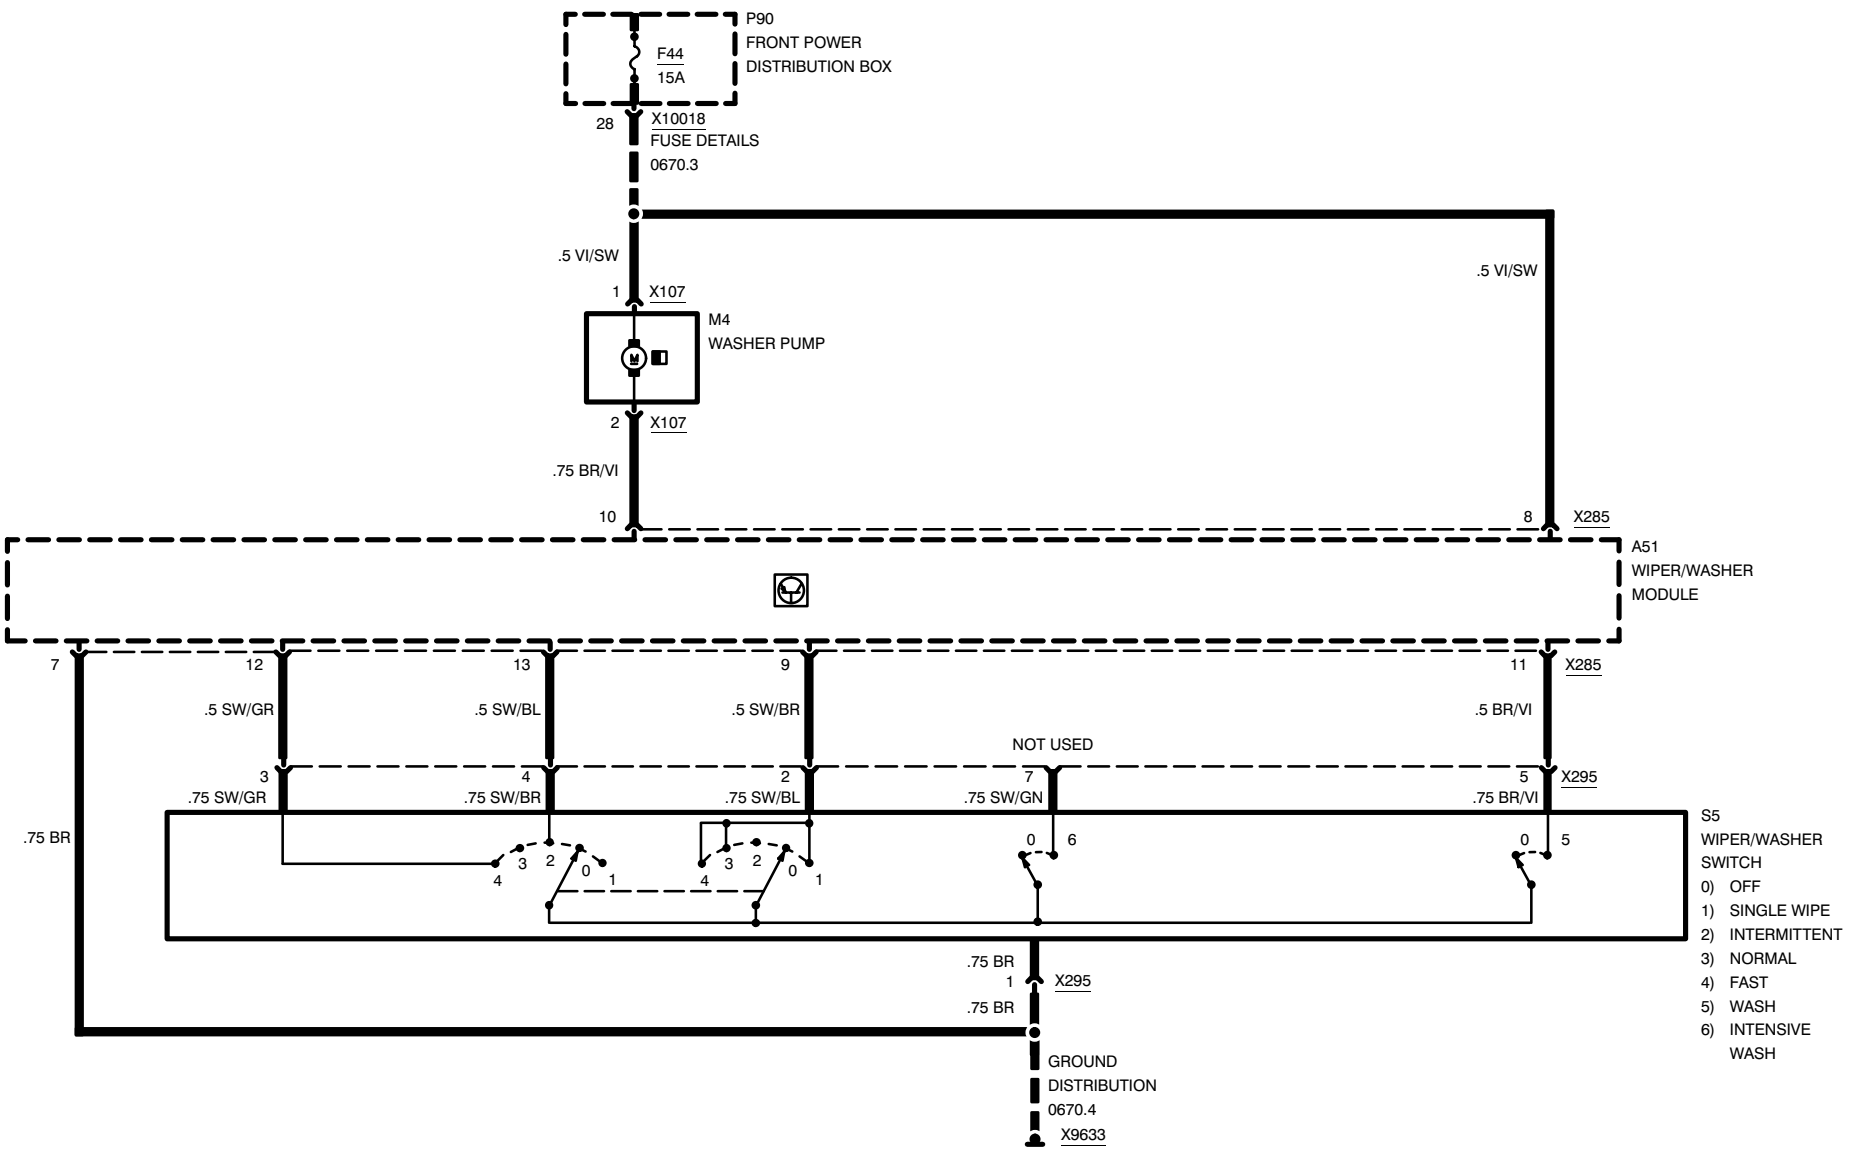 P90
FRONT POWER
DISTRIBUTION BOX
F44
15A
28 X10018
FUSE DETAILS
0670.3
.5 VI/SW
.5 VI/SW
1 X107
M4
WASHER PUMP
M
2 X107
.75 BR/VI
10 8 X285
A51
WIPER/WASHER
MODULE
7 12 13 9 11 X285
.5 SW/GR .5 SW/BL .5 SW/BR .5 BR/VI
NOT USED
3 4 2 7 5 X295
.75 SW/GR .75 SW/BR .75 SW/BL .75 SW/GN .75 BR/VI
.75 BR
4 3 2 0 1 4 3 2 0 1 0 6 0 5
S5
WIPER/WASHER
SWITCH
0) OFF
1) SINGLE WIPE
2) INTERMITTENT
3) NORMAL
4) FAST
5) WASH
6) INTENSIVE
WASH
.75 BR
1 X295
.75 BR
GROUND
DISTRIBUTION
0670.4
X9633